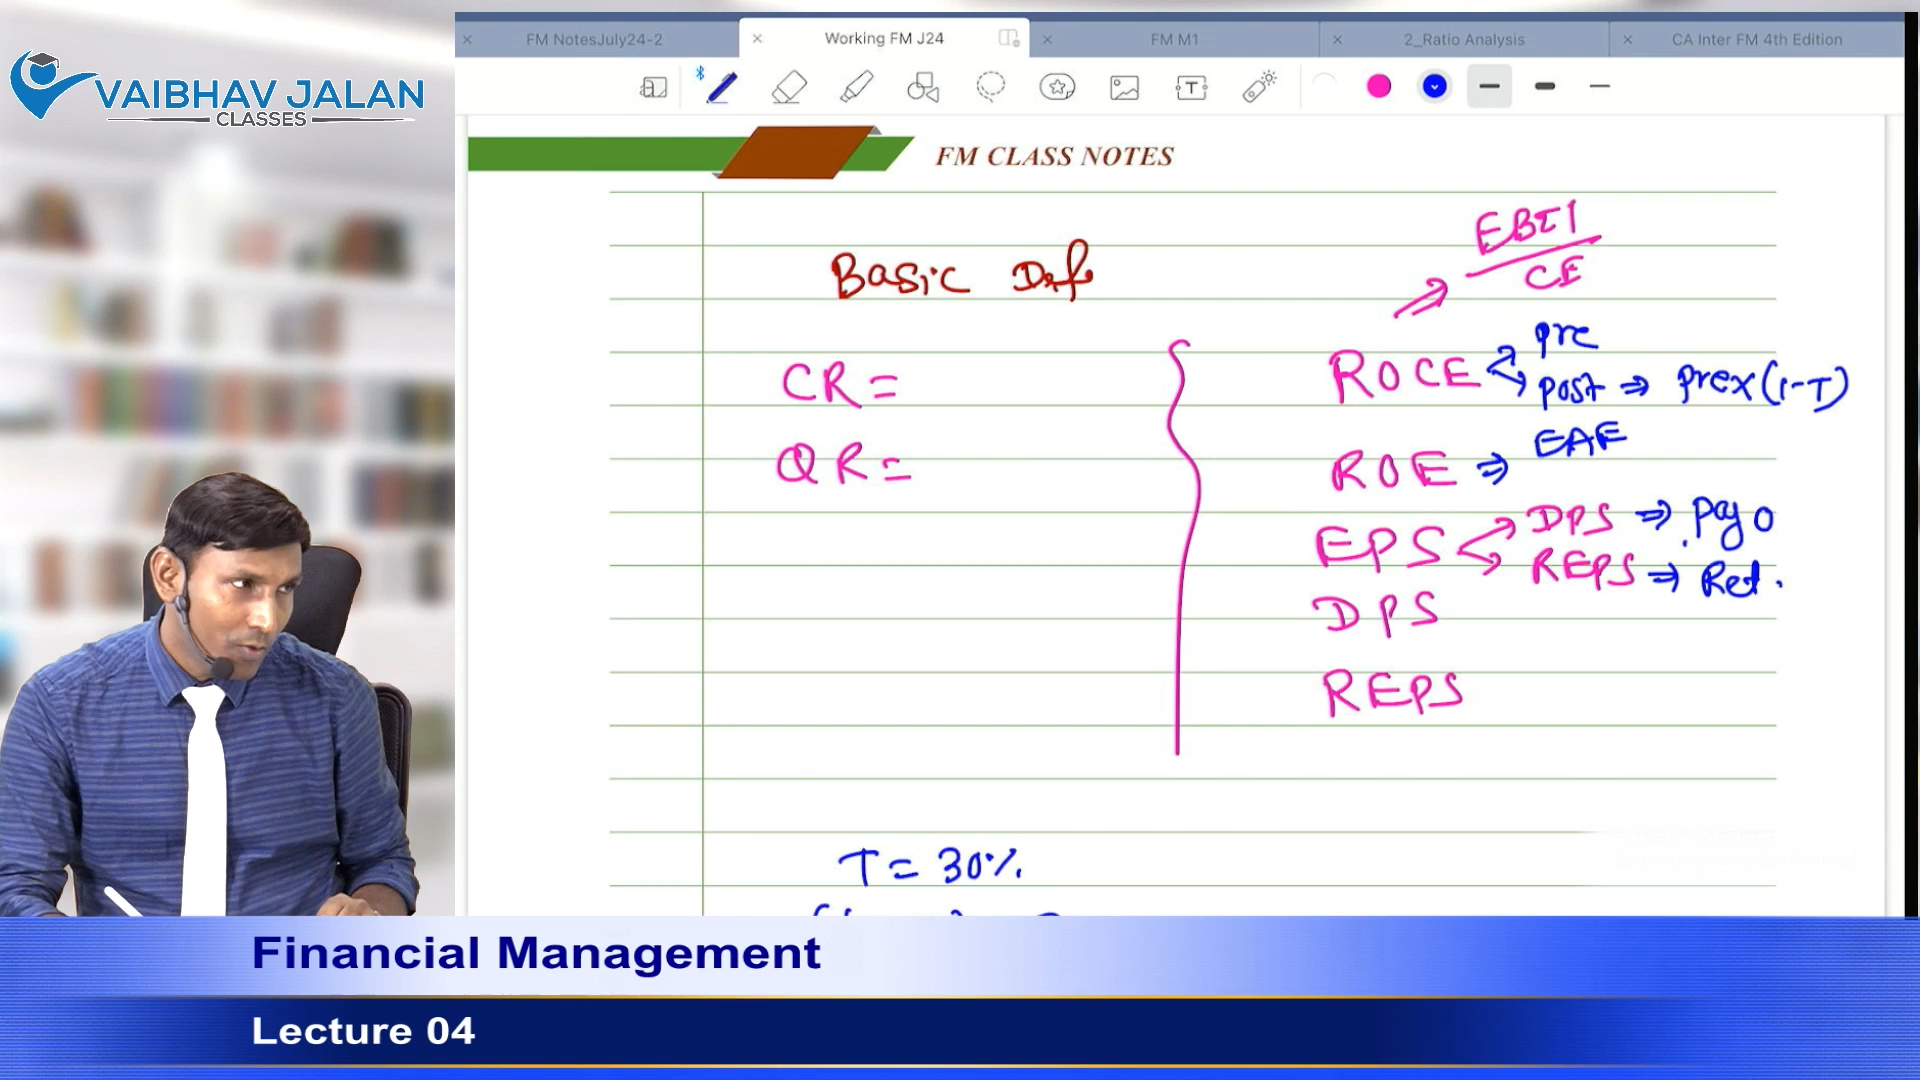 VAIBHAV JALAN
CLASSES
FM NotesJuly24-2
Working FM J24
FM M1
2_Ratio Analysis
CA Inter FM 4th Edition
FM CLASS NOTES
Basic Def
CR =
QR =
EBIT
CE
ROCE
pre
post ⇒ pre x (1-T)
ROE ⇒ EAE
EPS
DPS ⇒ Pay O
REPS ⇒ Ret.
DPS
REPS
T = 30%
Financial Management
Lecture 04